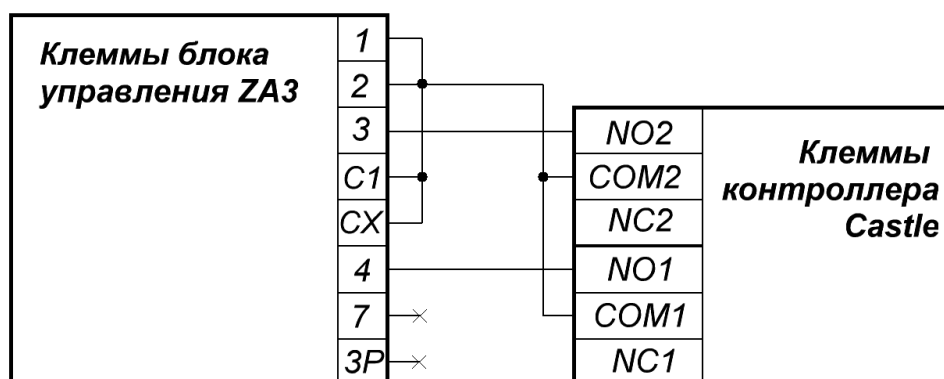 Клеммы блока
управления ZA3
1
2
3
C1
CX
4
7
3P
NO2
COM2
NC2
NO1
COM1
NC1
Клеммы
контроллера
Castle